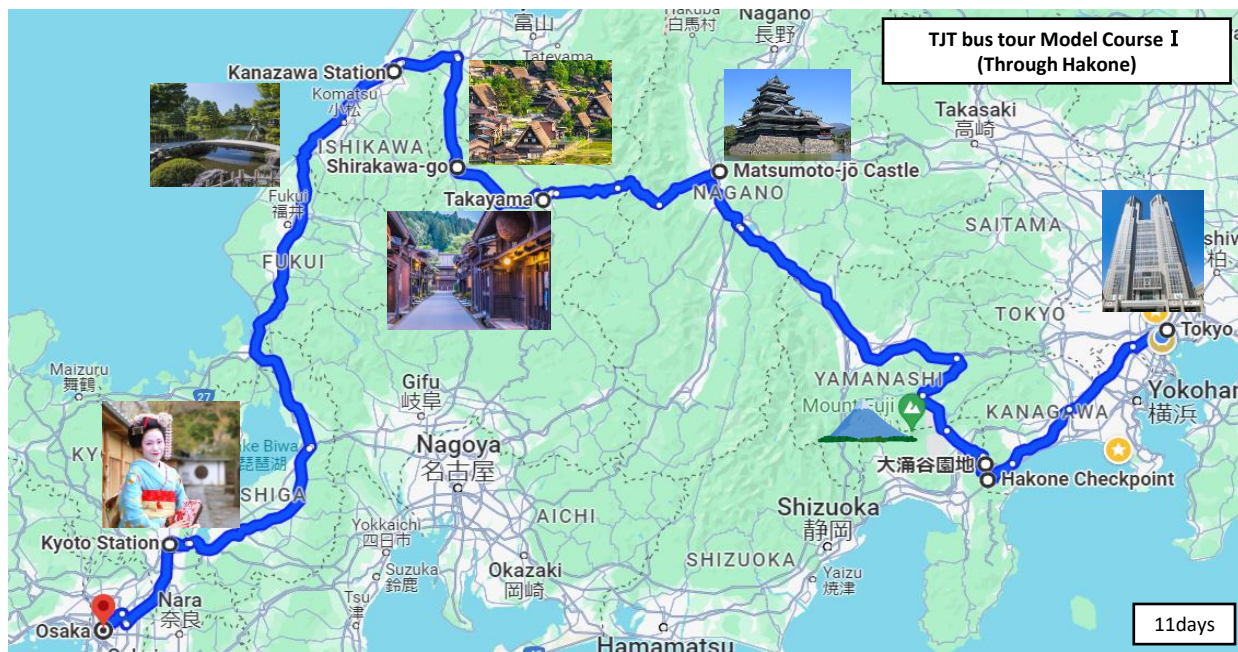 TJT bus tour Model Course Ⅰ
(Through Hakone)
富山
Tateyama
Hakuba
白馬村
Nagano
長野
Kanazawa Station
Komatsu
小松
ISHIKAWA
Shirakawa-go
Takayama
Matsumoto-jō Castle
NAGANO
Takasaki
高崎
SAITAMA
柏
Fukui
福井
FUKUI
TOKYO
Tokyo
Maizuru
舞鶴
27
Gifu
岐阜
YAMANASHI
Mount Fuji
KANAGAWA
Yokohan
横浜
Nagoya
名古屋
琵琶湖
大涌谷園地
Hakone Checkpoint
SHIGA
AICHI
Shizuoka
静岡
Kyoto Station
Yokkaichi
四日市
SHIZUOKA
Suzuka
鈴鹿
Okazaki
岡崎
Yaizu
焼津
Nara
奈良
Tsu
津
Osaka
Hamamatsu
11days